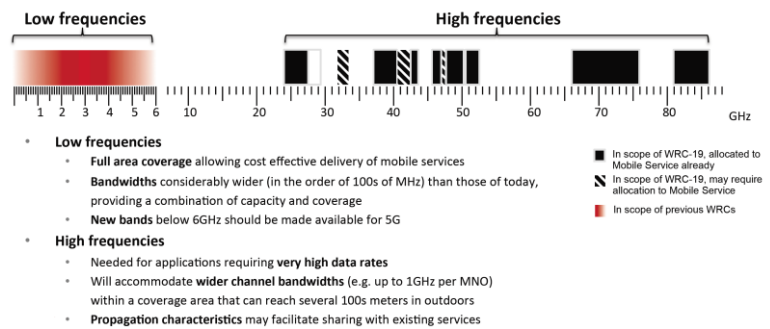 Low frequencies
High frequencies
1 2 3 4 5 6 10 20 30 40 50 60 70 80 GHz
• Low frequencies
• Full area coverage allowing cost effective delivery of mobile services
• Bandwidths considerably wider (in the order of 100s of MHz) than those of today,
providing a combination of capacity and coverage
• New bands below 6GHz should be made available for 5G
• High frequencies
• Needed for applications requiring very high data rates
• Will accommodate wider channel bandwidths (e.g. up to 1GHz per MNO)
within a coverage area that can reach several 100s meters in outdoors
• Propagation characteristics may facilitate sharing with existing services
In scope of WRC-19, allocated to
Mobile Service already
In scope of WRC-19, may require
allocation to Mobile Service
In scope of previous WRCs